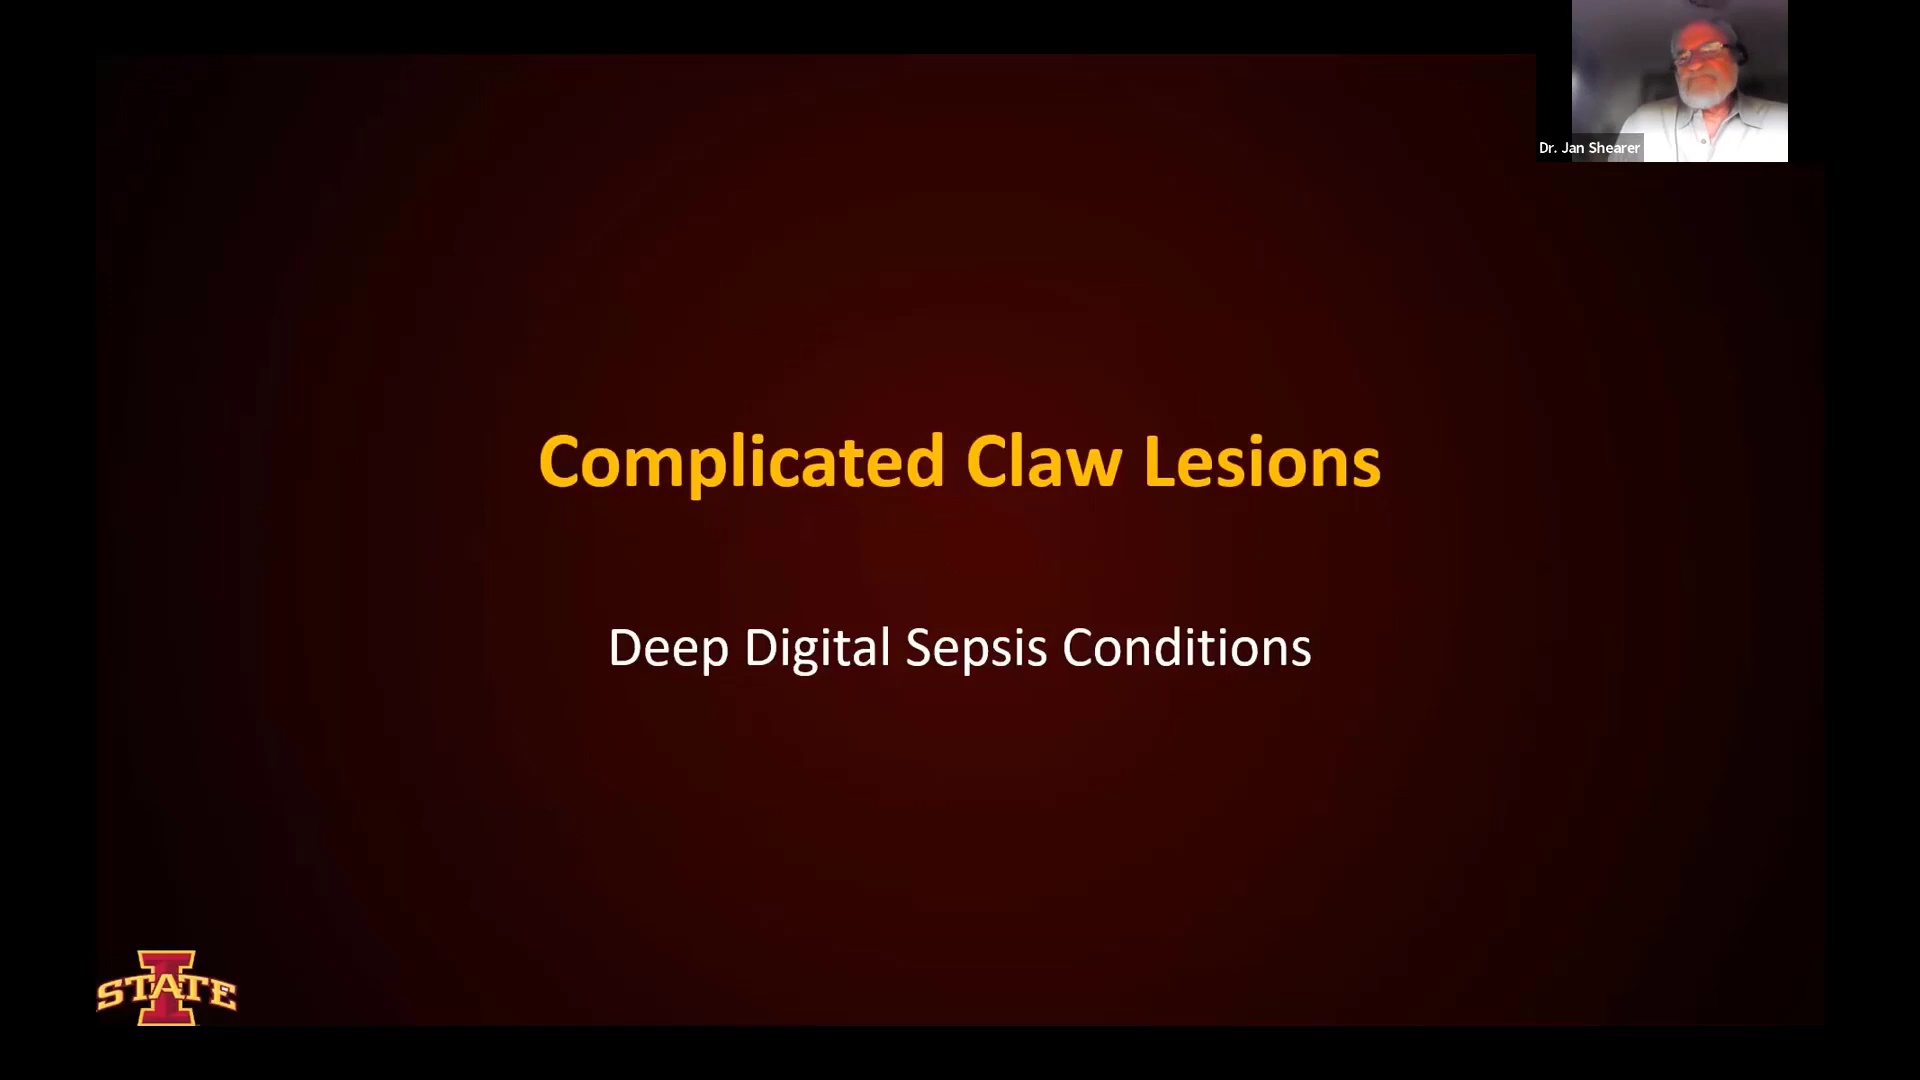 Dr. Jan Shearer
Complicated Claw Lesions
Deep Digital Sepsis Conditions
I STATE